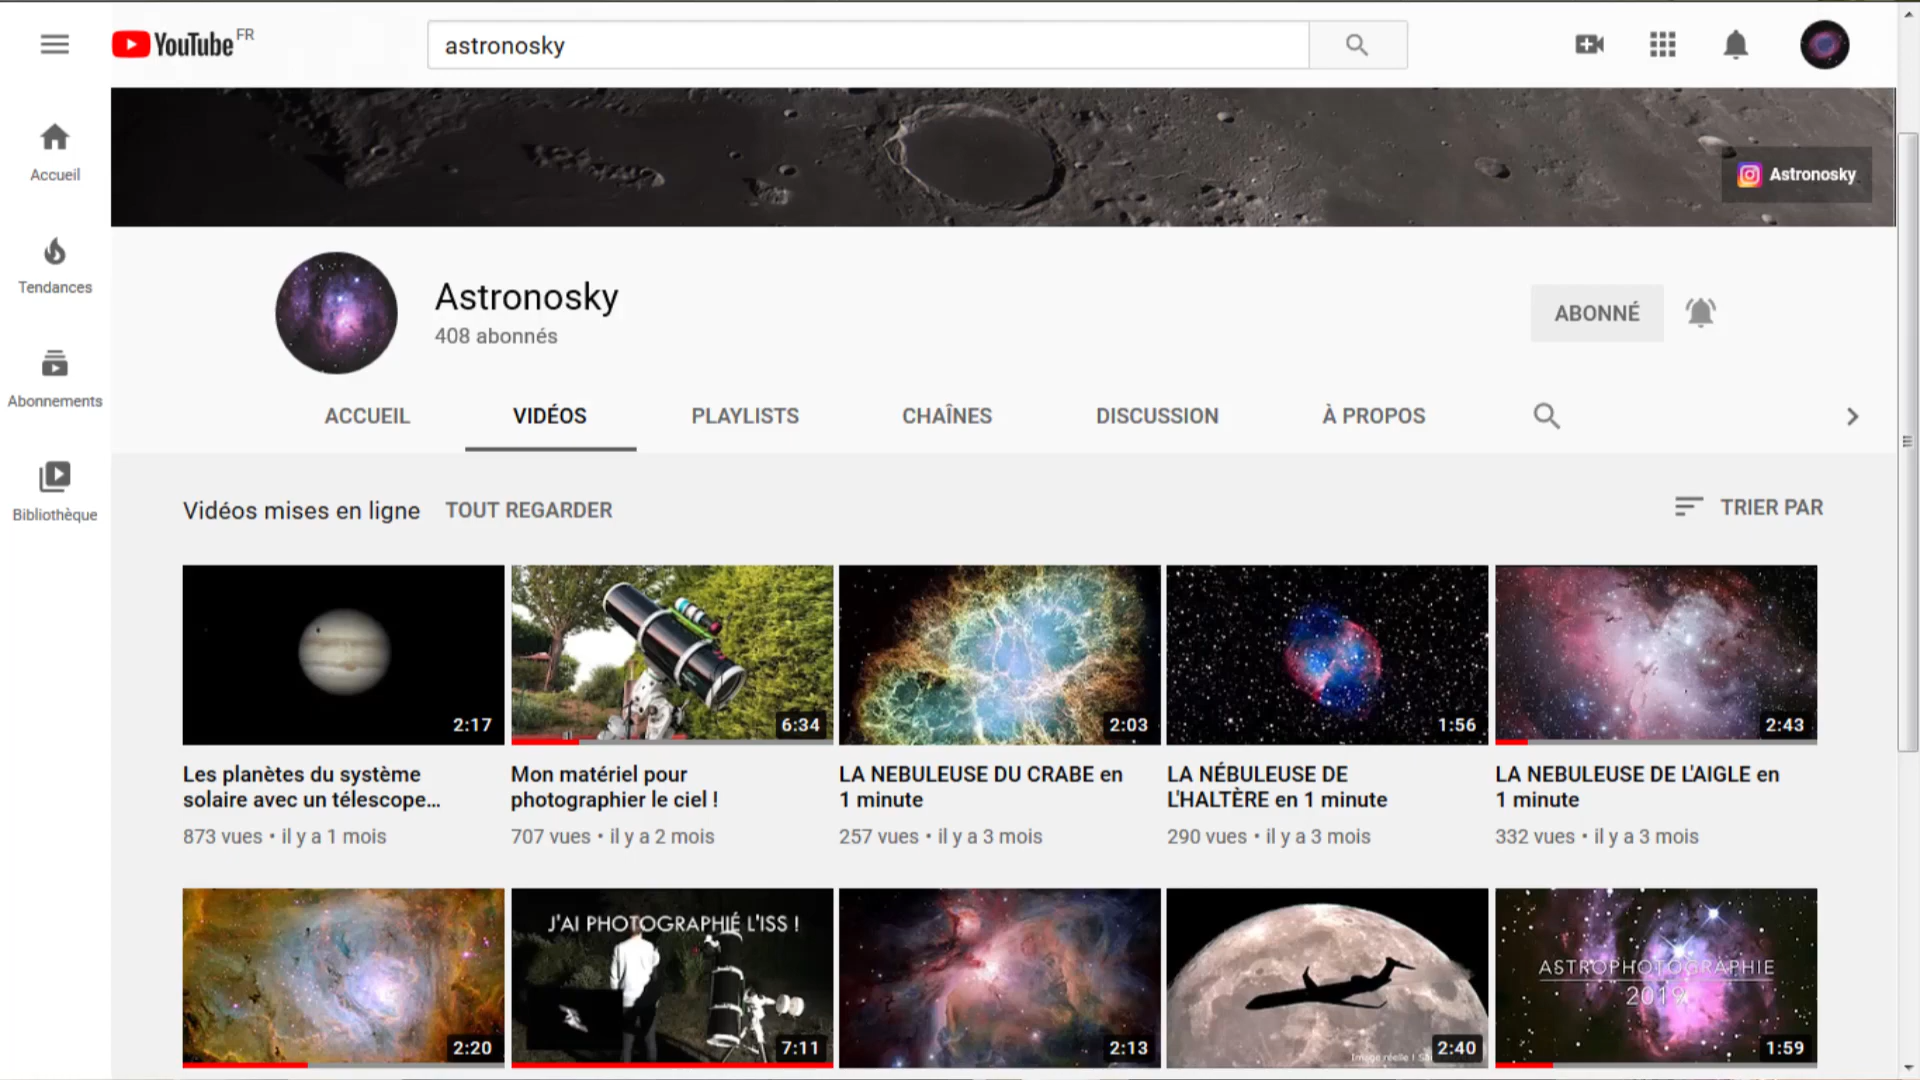 YouTube FR
astronosky
Accueil
Tendances
Abonnements
Bibliothèque
Astronosky
Astronosky
408 abonnés
ABONNÉ
ACCUEIL VIDÉOS PLAYLISTS CHAÎNES DISCUSSION À PROPOS
Vidéos mises en ligne TOUT REGARDER
TRIER PAR
2:17
Les planètes du système
solaire avec un télescope...
873 vues • il y a 1 mois
6:34
Mon matériel pour
photographier le ciel !
707 vues • il y a 2 mois
2:03
LA NEBULEUSE DU CRABE en
1 minute
257 vues • il y a 3 mois
1:56
LA NÉBULEUSE DE
L'HALTÈRE en 1 minute
290 vues • il y a 3 mois
2:43
LA NEBULEUSE DE L'AIGLE en
1 minute
332 vues • il y a 3 mois
2:20
J'AI PHOTOGRAPHIÉ L'ISS !
7:11
2:13
Image réelle !
2:40
ASTROPHOTOGRAPHIE
2019
1:59